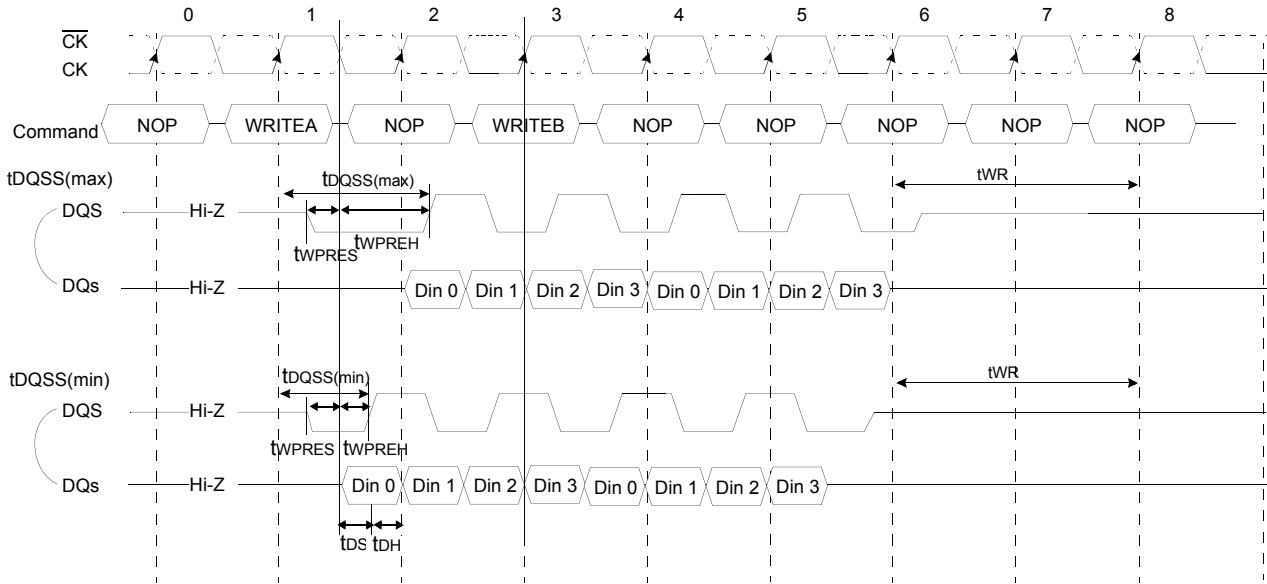 0 1 2 3 4 5 6 7 8
CK
CK
Command NOP WRITEA NOP WRITEB NOP NOP NOP NOP NOP
tDQSS(max) tDQSS(max) tWR
DQS Hi-Z
tWPRES tWPREH
DQs Hi-Z Din 0 Din 1 Din 2 Din 3 Din 0 Din 1 Din 2 Din 3
tDQSS(min) tDQSS(min) tWR
DQS Hi-Z
tWPRES tWPREH
DQs Hi-Z Din 0 Din 1 Din 2 Din 3 Din 0 Din 1 Din 2 Din 3
tDS tDH